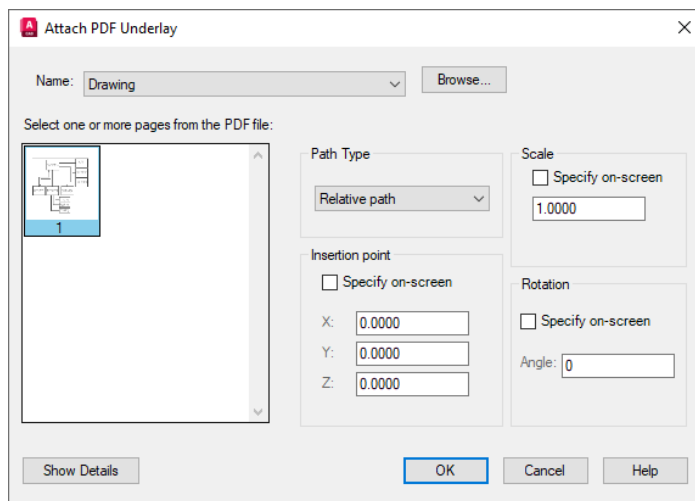 Attach PDF Underlay
Name: Drawing Browse...
Select one or more pages from the PDF file:
1
Path Type
Relative path
Scale
Specify on-screen
1.0000
Insertion point
Specify on-screen
X: 0.0000
Y: 0.0000
Z: 0.0000
Rotation
Specify on-screen
Angle: 0
Show Details OK Cancel Help